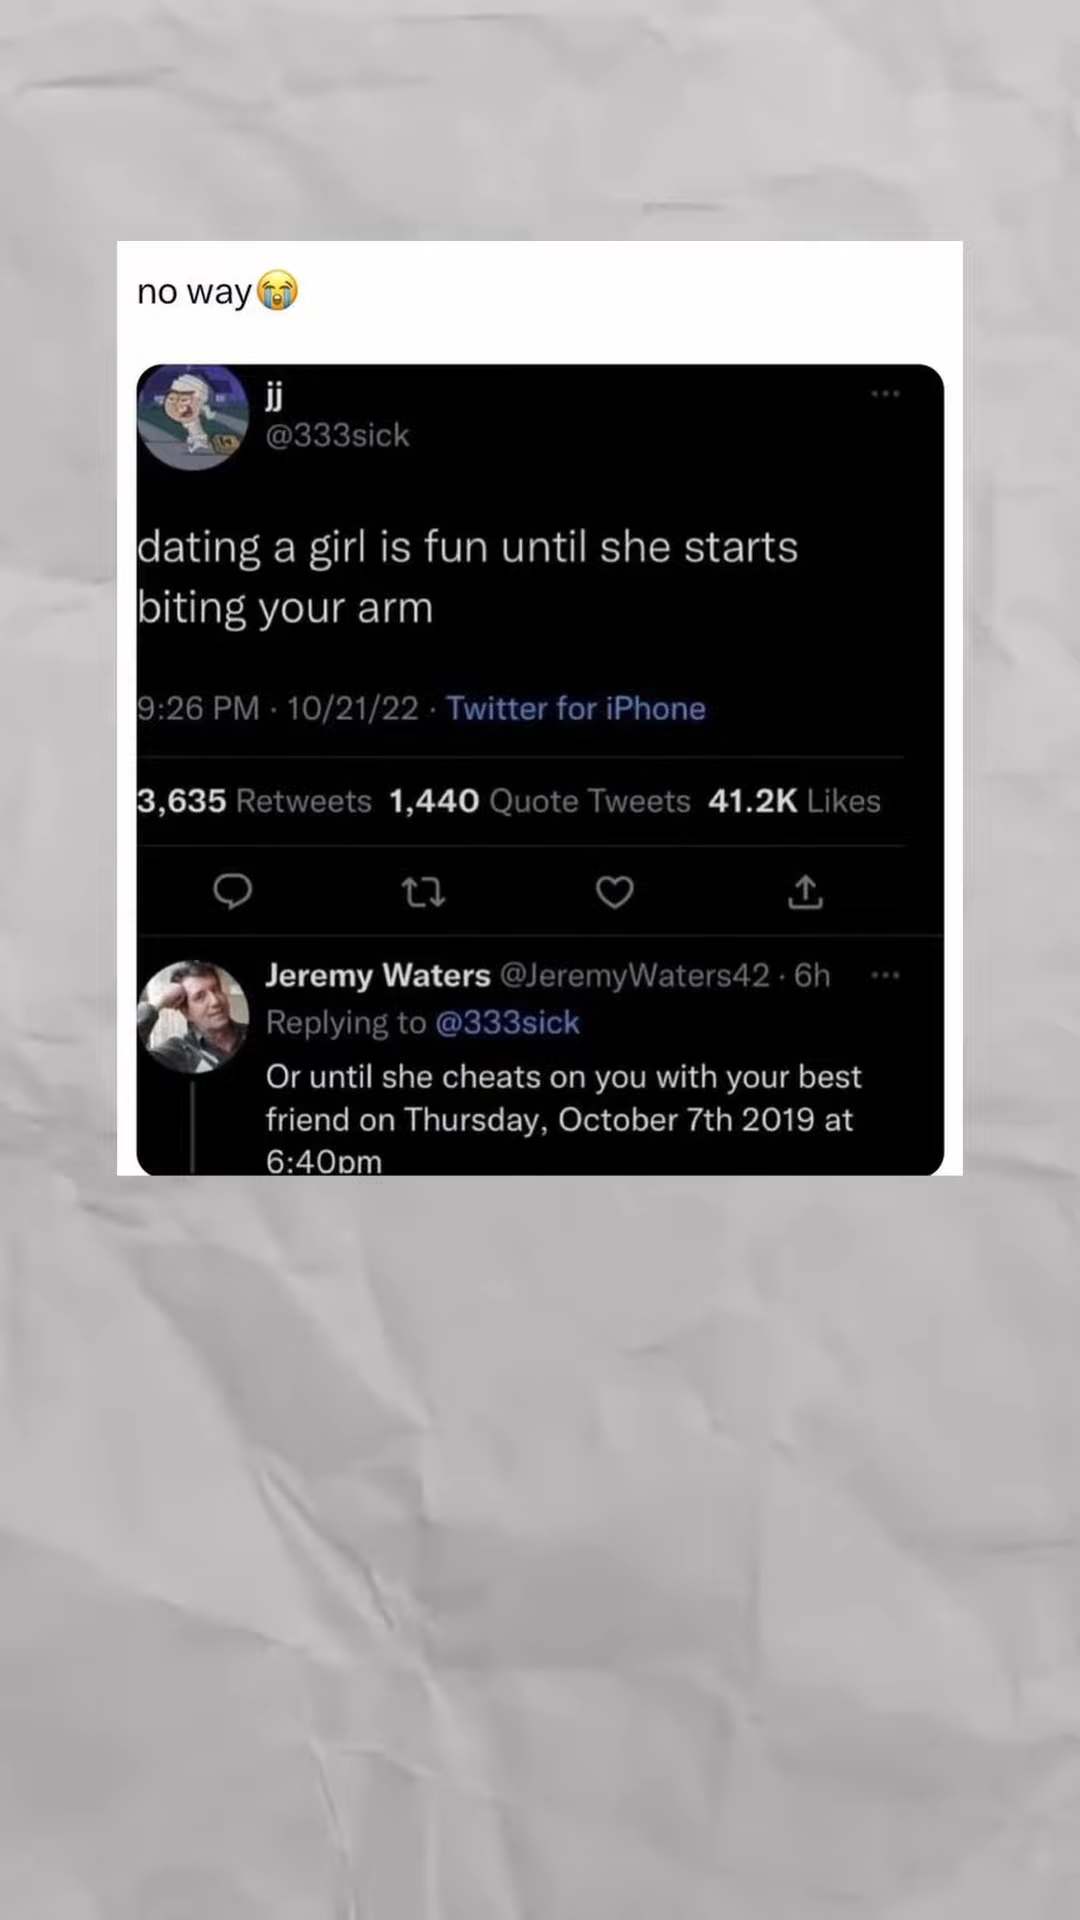 no way😭
jj
@333sick
dating a girl is fun until she starts
biting your arm
9:26 PM · 10/21/22 · Twitter for iPhone
3,635 Retweets 1,440 Quote Tweets 41.2K Likes
Jeremy Waters @JeremyWaters42 · 6h
Replying to @333sick
Or until she cheats on you with your best
friend on Thursday, October 7th 2019 at
6:40pm